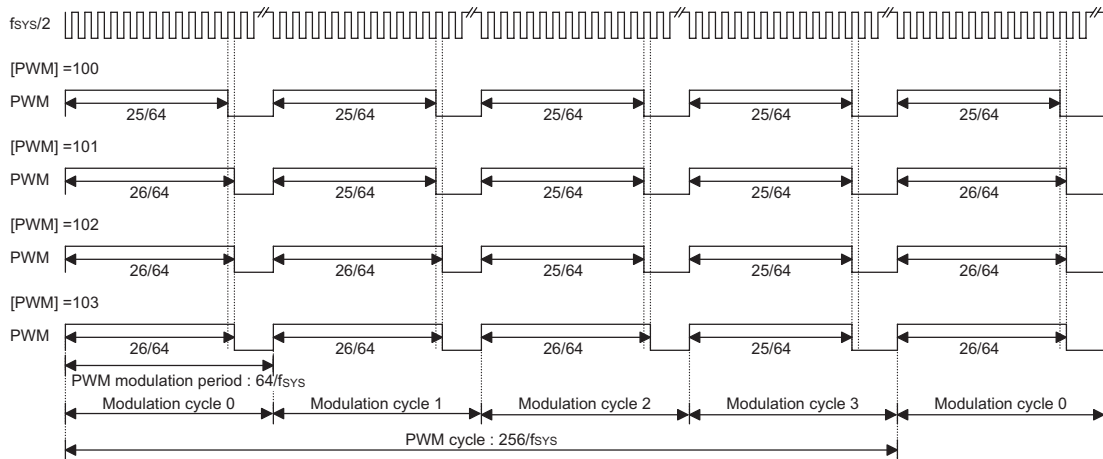 fSYS/2
[PWM] =100
PWM
25/64 25/64 25/64 25/64 25/64
[PWM] =101
PWM
26/64 25/64 25/64 25/64 26/64
[PWM] =102
PWM
26/64 26/64 25/64 25/64 26/64
[PWM] =103
PWM
26/64 26/64 26/64 25/64 26/64
PWM modulation period : 64/fSYS
Modulation cycle 0 Modulation cycle 1 Modulation cycle 2 Modulation cycle 3 Modulation cycle 0
PWM cycle : 256/fSYS